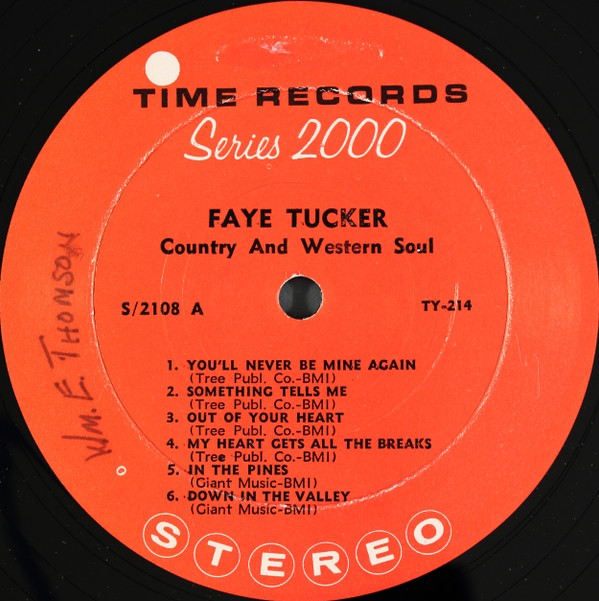 TIME RECORDS
Series 2000
FAYE TUCKER
Country And Western Soul
S/2108 A TY-214
1. YOU'LL NEVER BE MINE AGAIN
(Tree Publ. Co.-BMI)
2. SOMETHING TELLS ME
(Tree Publ. Co.-BMI)
3. OUT OF YOUR HEART
(Tree Publ. Co.-BMI)
4. MY HEART GETS ALL THE BREAKS
(Tree Publ. Co.-BMI)
5. IN THE PINES
(Giant Music-BMI)
6. DOWN IN THE VALLEY
(Giant Music-BMI)
STEREO
WM. E. THOMSON